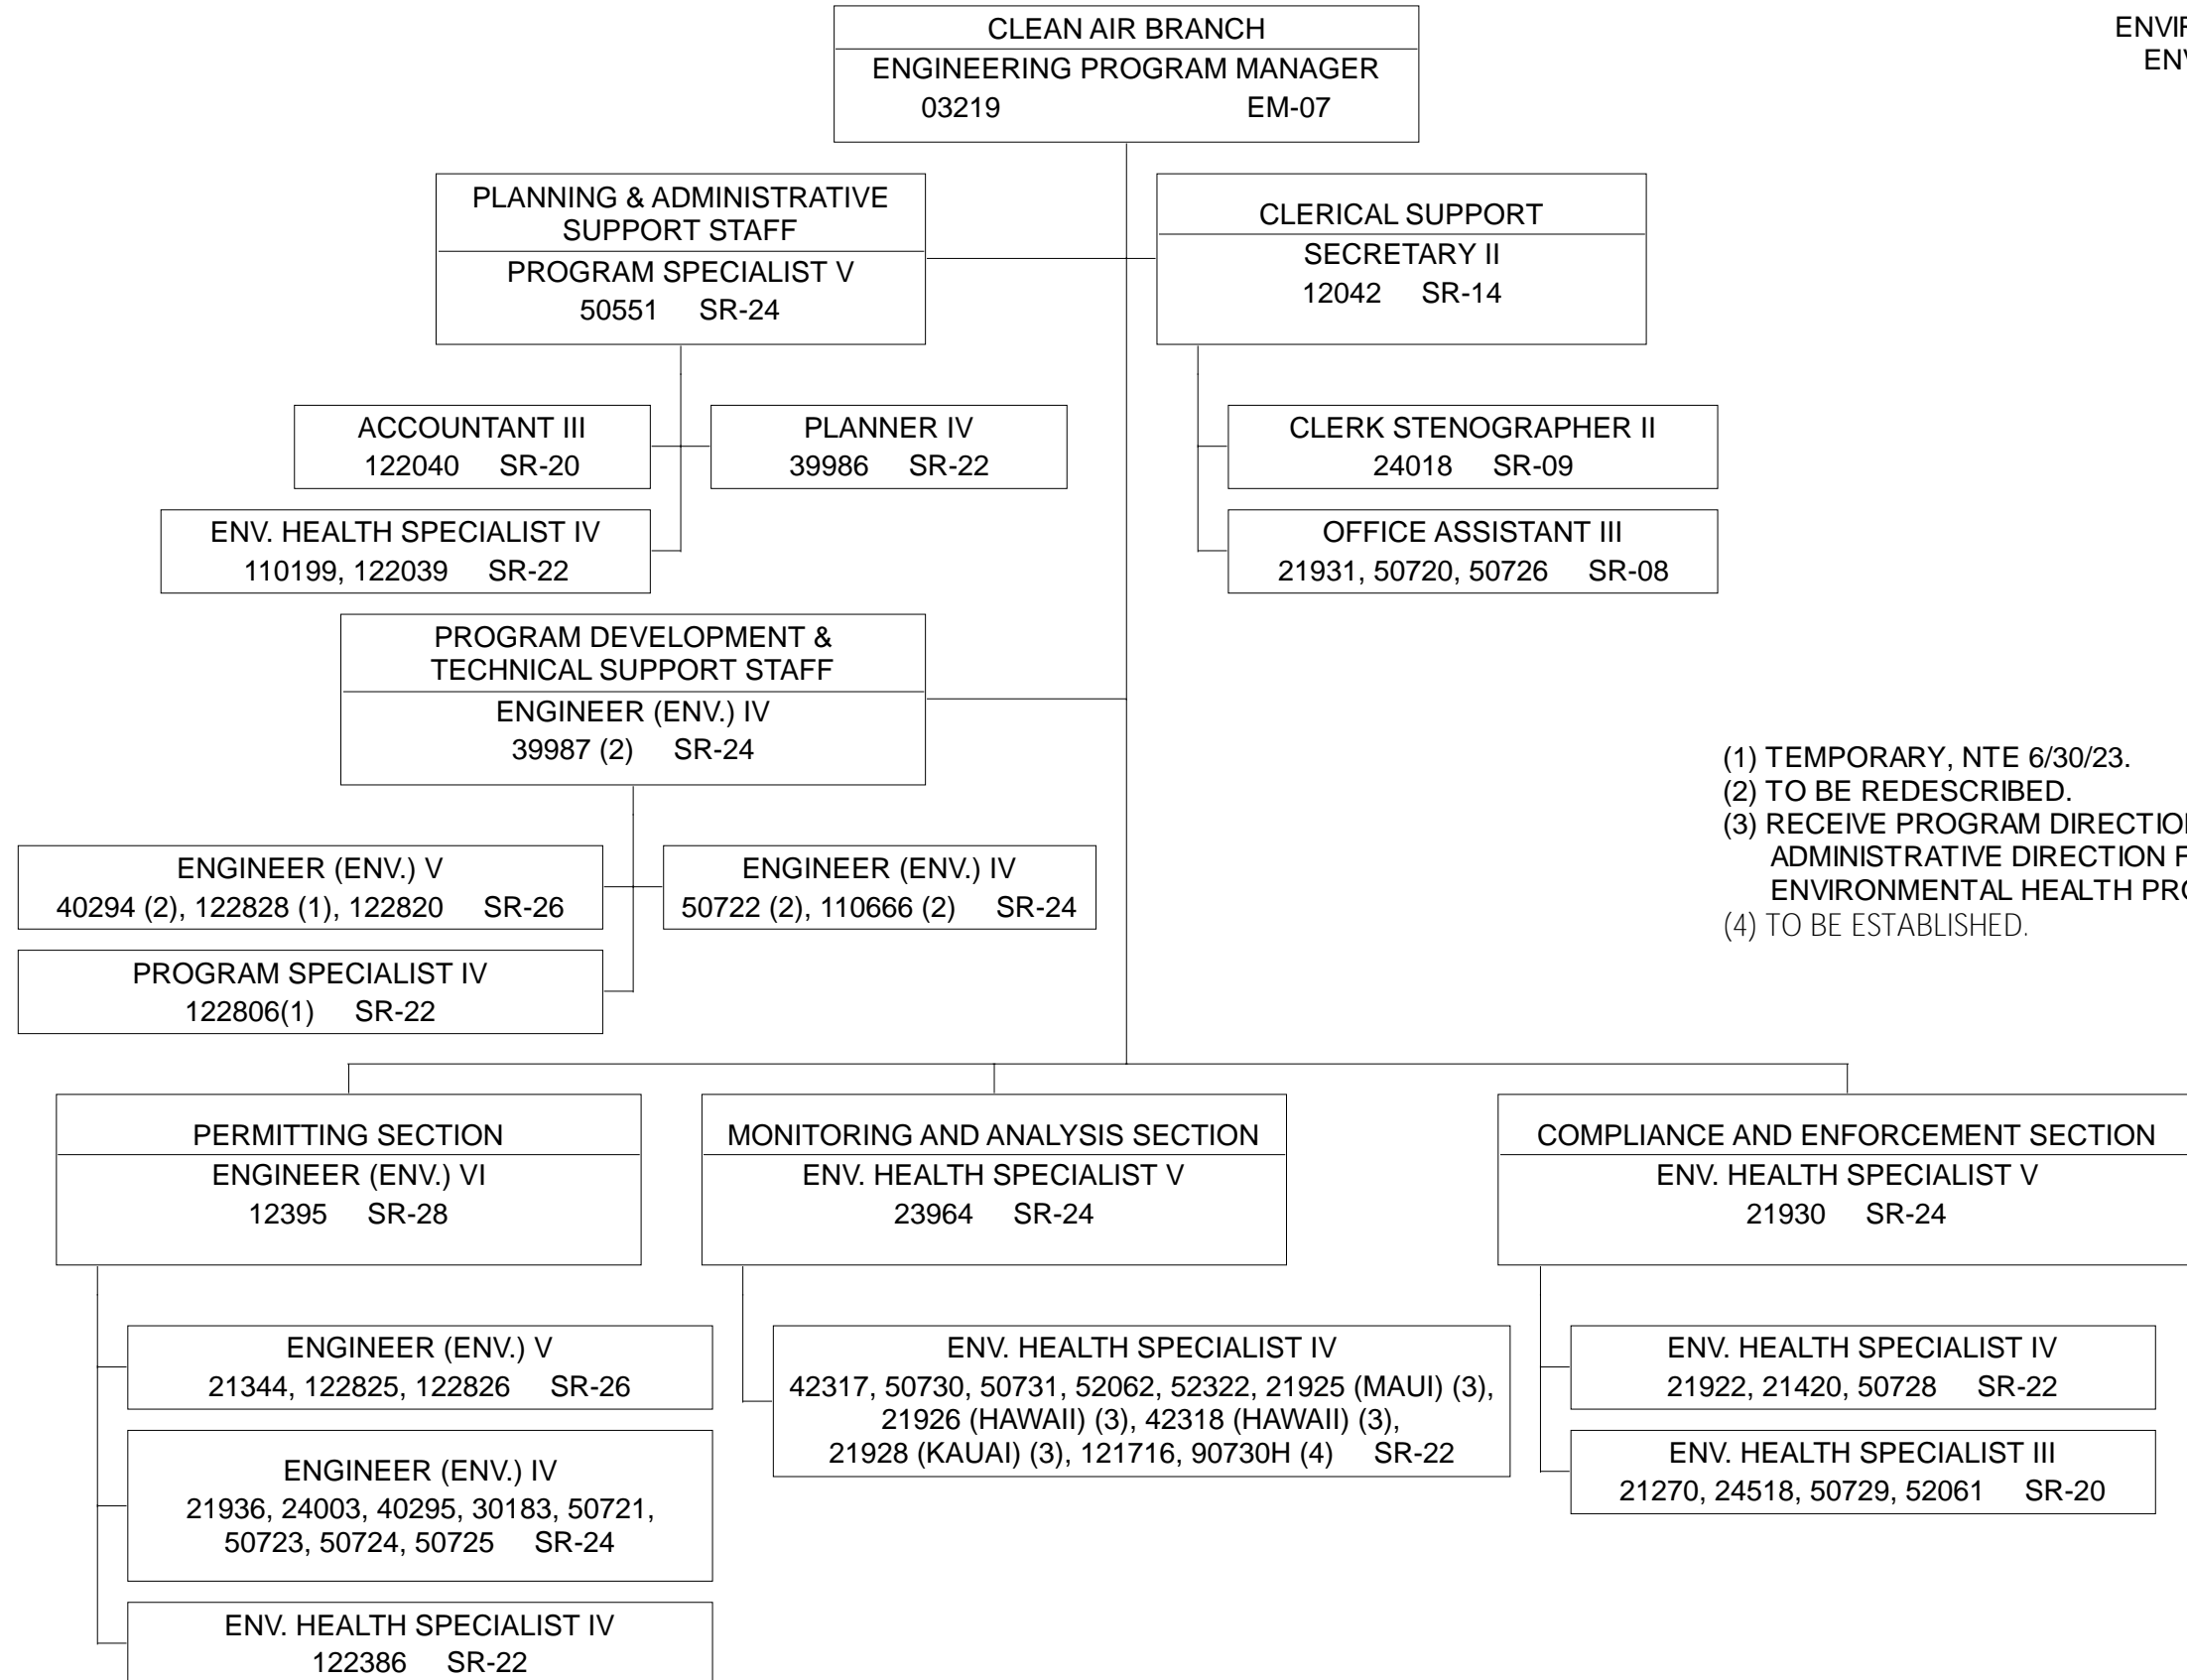 CLEAN AIR BRANCH
ENGINEERING PROGRAM MANAGER
03219 EM-07
PLANNING & ADMINISTRATIVE
SUPPORT STAFF
PROGRAM SPECIALIST V
50551 SR-24
CLERICAL SUPPORT
SECRETARY II
12042 SR-14
ACCOUNTANT III
122040 SR-20
PLANNER IV
39986 SR-22
ENV. HEALTH SPECIALIST IV
110199, 122039 SR-22
CLERK STENOGRAPHER II
24018 SR-09
OFFICE ASSISTANT III
21931, 50720, 50726 SR-08
PROGRAM DEVELOPMENT &
TECHNICAL SUPPORT STAFF
ENGINEER (ENV.) IV
39987 (2) SR-24
ENGINEER (ENV.) V
40294 (2), 122828 (1), 122820 SR-26
ENGINEER (ENV.) IV
50722 (2), 110666 (2) SR-24
PROGRAM SPECIALIST IV
122806(1) SR-22
(1) TEMPORARY, NTE 6/30/23.
(2) TO BE REDESCRIBED.
(3) RECEIVE PROGRAM
ADMINISTRATIVE DIRECTION
ENVIRONMENTAL HEALTH
(4) TO BE ESTABLISHED.
PERMITTING SECTION
ENGINEER (ENV.) VI
12395 SR-28
ENGINEER (ENV.) V
21344, 122825, 122826 SR-26
ENGINEER (ENV.) IV
21936, 24003, 40295, 30183, 50721,
50723, 50724, 50725 SR-24
ENV. HEALTH SPECIALIST IV
122386 SR-22
MONITORING AND ANALYSIS SECTION
ENV. HEALTH SPECIALIST V
23964 SR-24
ENV. HEALTH SPECIALIST IV
42317, 50730, 50731, 52062, 52322, 21925 (MAUI) (3),
21926 (HAWAII) (3), 42318 (HAWAII) (3),
21928 (KAUAI) (3), 121716, 90730H (4) SR-22
COMPLIANCE AND ENFORCEMENT SECTION
ENV. HEALTH SPECIALIST V
21930 SR-24
ENV. HEALTH SPECIALIST IV
21922, 21420, 50728 SR-22
ENV. HEALTH SPECIALIST III
21270, 24518, 50729, 52061 SR-20